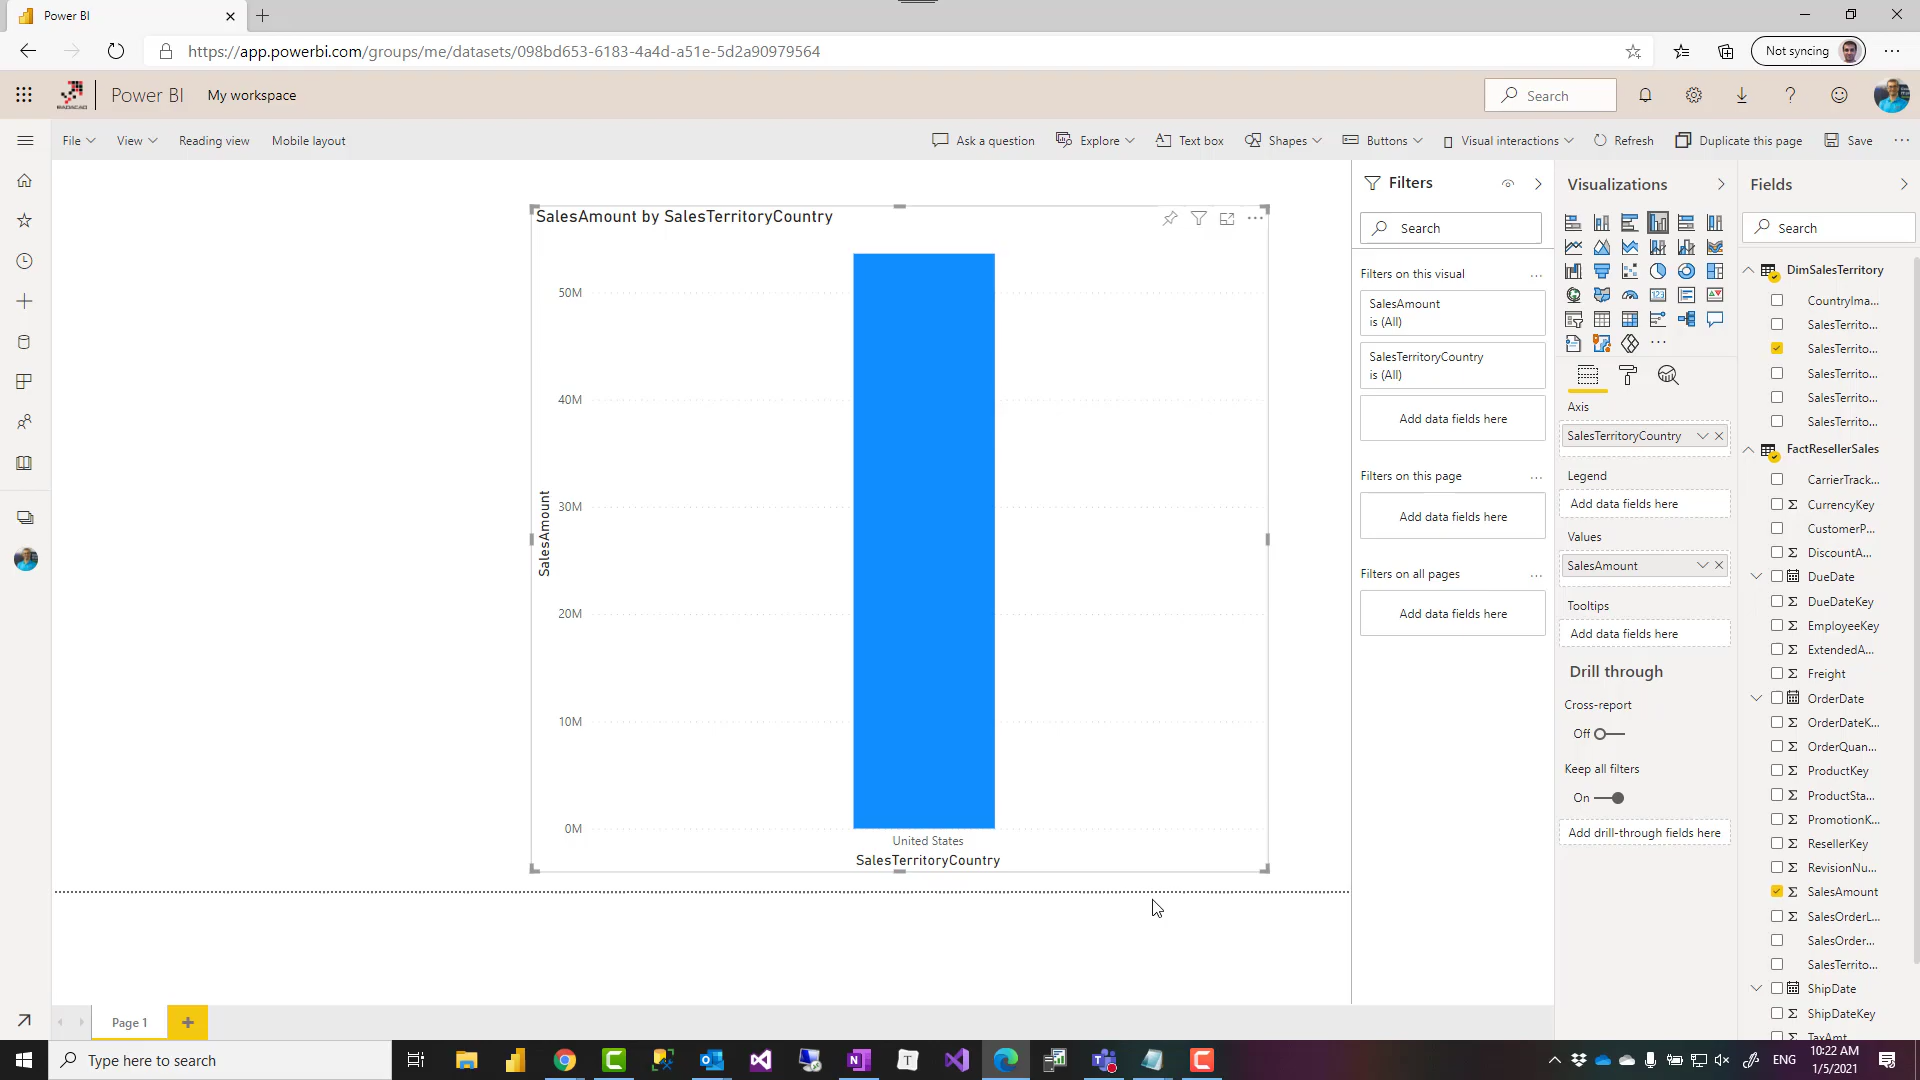 Power BI
https://app.powerbi.com/groups/me/datasets/098bd653-6183-4a4d-a51e-5d2a90979564
Not syncing
Power BI My workspace
Search
File View Reading view Mobile layout
Ask a question Explore Text box Shapes Buttons Visual interactions Refresh Duplicate this page Save
SalesAmount by SalesTerritoryCountry
SalesAmount
50M
40M
30M
20M
10M
0M
United States
SalesTerritoryCountry
Filters
Search
Filters on this visual
SalesAmount
is (All)
SalesTerritoryCountry
is (All)
Add data fields here
Filters on this page
Add data fields here
Filters on all pages
Add data fields here
Visualizations
Axis
SalesTerritoryCountry
Legend
Add data fields here
Values
SalesAmount
Tooltips
Add data fields here
Drill through
Cross-report
Off
Keep all filters
On
Add drill-through fields here
Fields
Search
DimSalesTerritory
CountryIma...
SalesTerrito...
SalesTerrito...
SalesTerrito...
SalesTerrito...
SalesTerrito...
FactResellerSales
CarrierTrack...
CurrencyKey
CustomerP...
DiscountA...
DueDate
DueDateKey
EmployeeKey
ExtendedA...
Freight
OrderDate
OrderDateK...
OrderQuan...
ProductKey
ProductSta...
PromotionK...
ResellerKey
RevisionNu...
SalesAmount
SalesOrderL...
SalesOrder...
SalesTerrito...
ShipDate
ShipDateKey
TaxAmt
Page 1
Type here to search
ENG
10:22 AM
1/5/2021